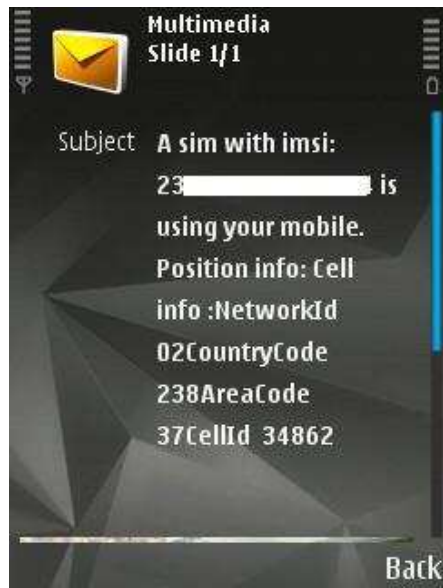 Multimedia
Slide 1/1
Subject A sim with imsi:
23 is
using your mobile.
Position info: Cell
info :NetworkId
02CountryCode
238AreaCode
37CellId 34862
Back